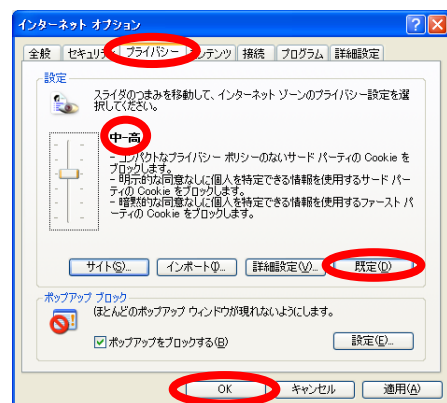 インターネット オプション
全般 セキュリティ プライバシー コンテンツ 接続 プログラム 詳細設定
設定
スライダのつまみを移動して、インターネット ゾーンのプライバシー設定を選
択してください。
中-高
- コンパクトなプライバシー ポリシーのないサード パーティの Cookie を
ブロックします。
- 明示的な同意なしに個人を特定できる情報を使用するサード パー
ティの Cookie をブロックします。
- 暗黙的な同意なしに個人を特定できる情報を使用するファースト パ
ーティの Cookie をブロックします。
サイト(S)... インポート(I)... 詳細設定(V)... 既定(D)
ポップアップ ブロック
ほとんどのポップアップ ウィンドウが現れないようにします。
ポップアップをブロックする(B) 設定(E)...
OK キャンセル 適用(A)